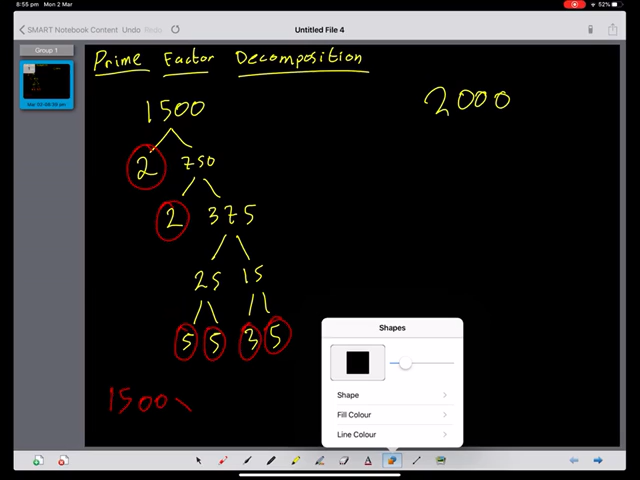 8:55 pm Mon 2 Mar
52%
SMART Notebook Content Undo Redo
Untitled File 4
Group 1
Prime Factor Decomposition
1500
2000
2 750
2 375
25 15
5 5 3 5
1500
Shapes
Shape
Fill Colour
Line Colour
A